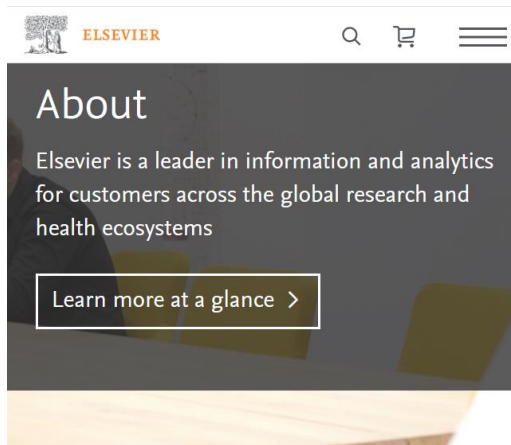 ELSEVIER
About
Elsevier is a leader in information and analytics
for customers across the global research and
health ecosystems
Learn more at a glance >